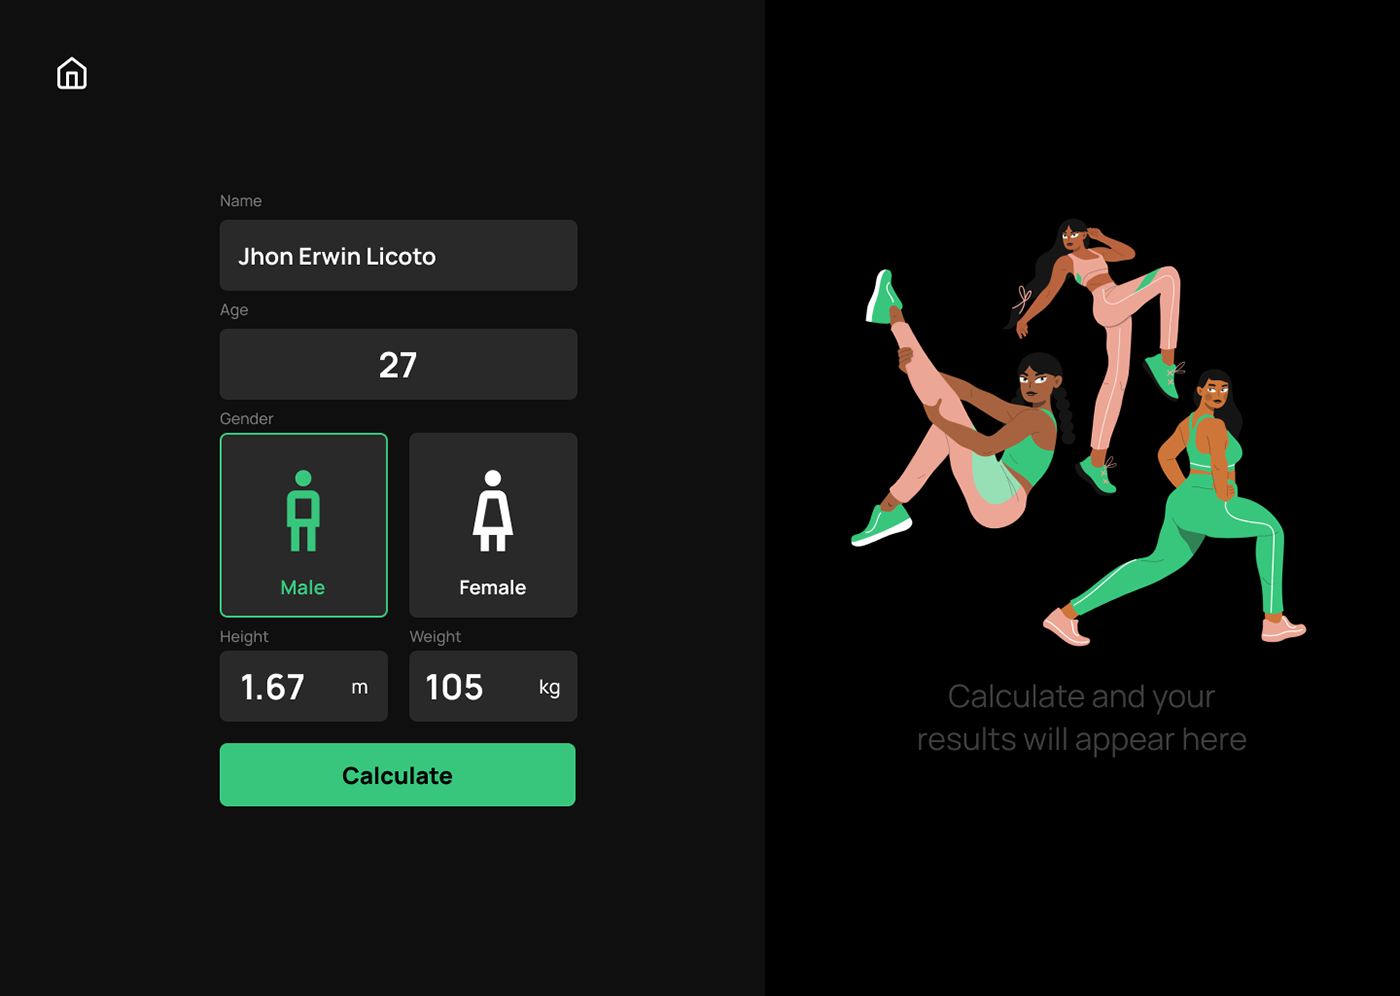 Name
Jhon Erwin Licoto
Age
27
Gender
Male
Female
Height
Weight
1.67 m
105 kg
Calculate
Calculate and your
results will appear here